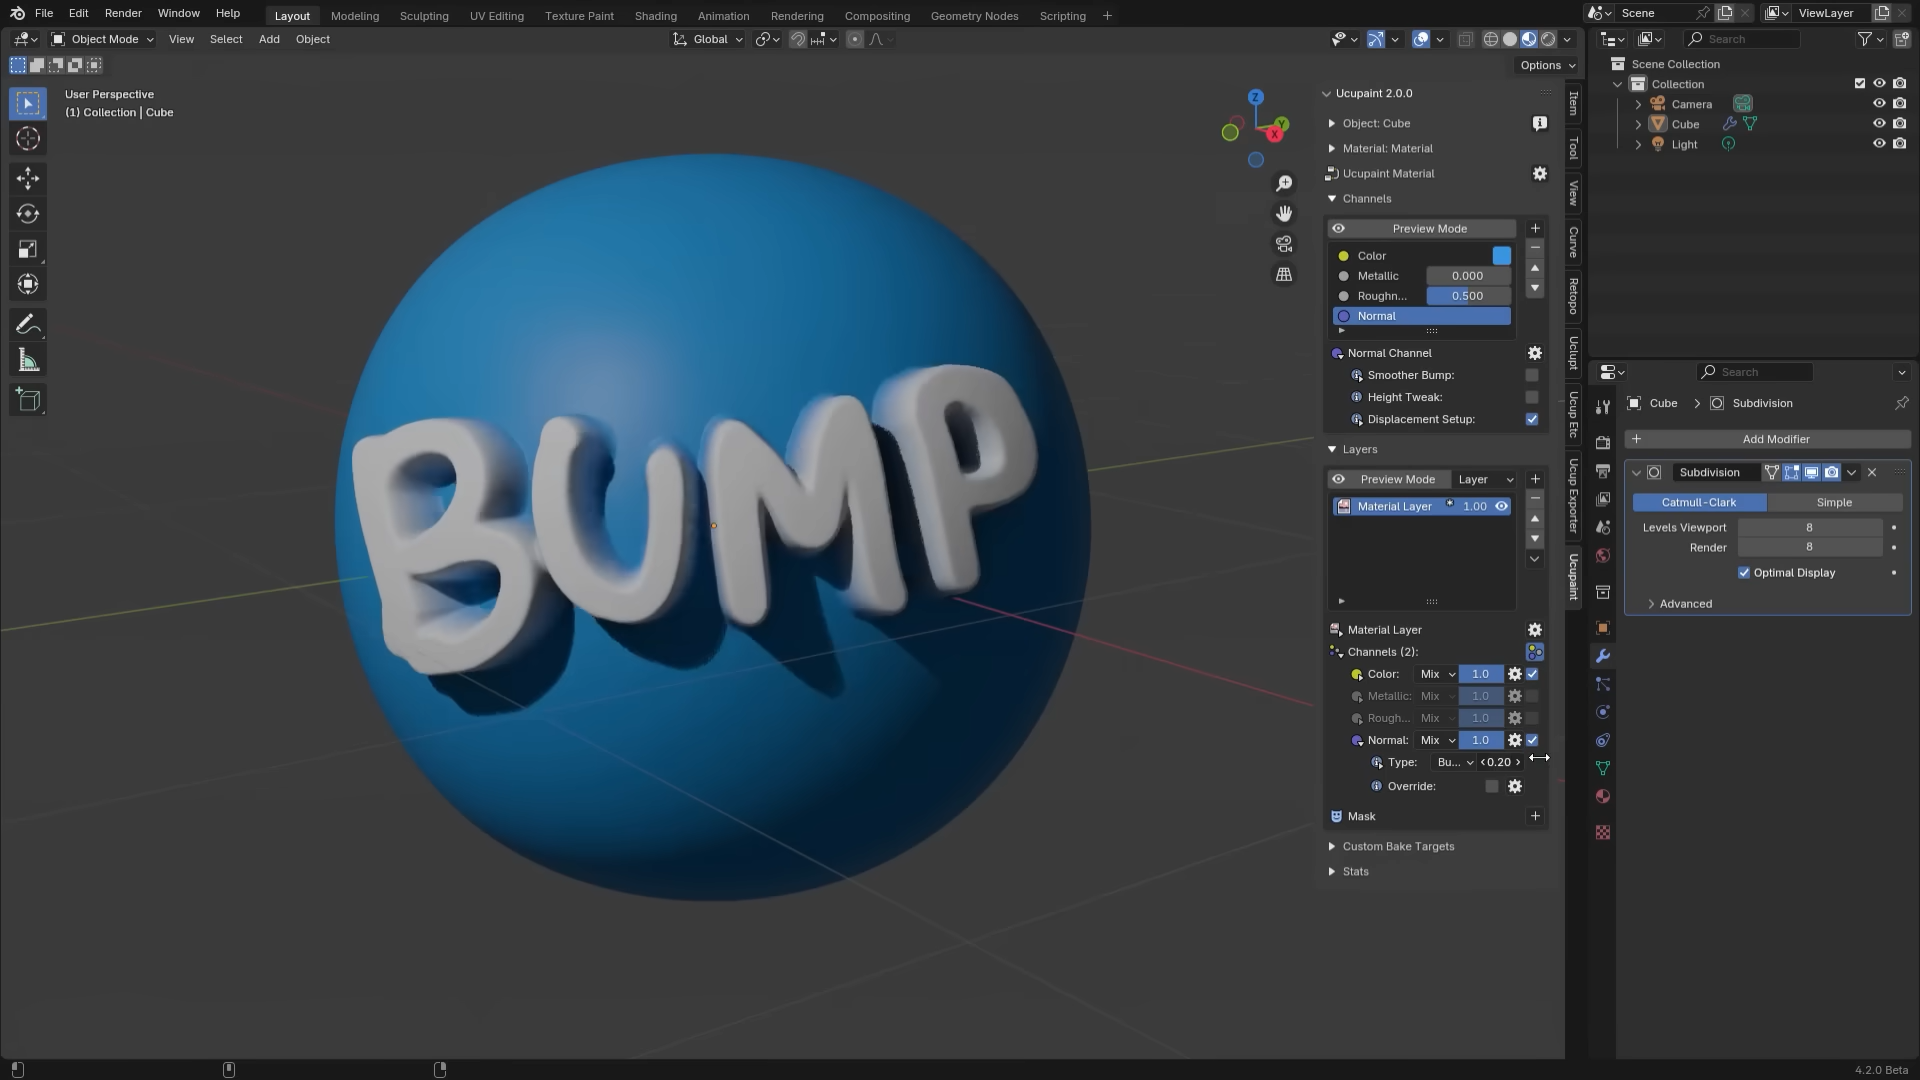 File Edit Render Window Help Layout Modeling Sculpting UV Editing Texture Paint Shading Animation Rendering Compositing Geometry Nodes Scripting + Scene ViewLayer
Object Mode View Select Add Object Global Search
Options
User Perspective
(1) Collection | Cube
Z
Y
X
BUMP
Ucupaint 2.0.0
Object: Cube
Material: Material
Ucupaint Material
Channels
Preview Mode
Color
Metallic 0.000
Roughn... 0.500
Normal
Normal Channel
Smoother Bump:
Height Tweak:
Displacement Setup:
Layers
Preview Mode Layer
Material Layer * 1.00
Material Layer
Channels (2):
Color: Mix 1.0
Metallic: Mix 1.0
Rough... Mix 1.0
Normal: Mix 1.0
Type: Bu... 0.20
Override:
Mask
Custom Bake Targets
Stats
Item
Tool
View
Curve
Retopo
Uclupt
Ucup Etc
Ucup Exporter
Ucupaint
Scene Collection
Collection
Camera
Cube
Light
Search
Cube > Subdivision
+ Add Modifier
Subdivision
Catmull-Clark Simple
Levels Viewport 8
Render 8
Optimal Display
Advanced
4.2.0 Beta